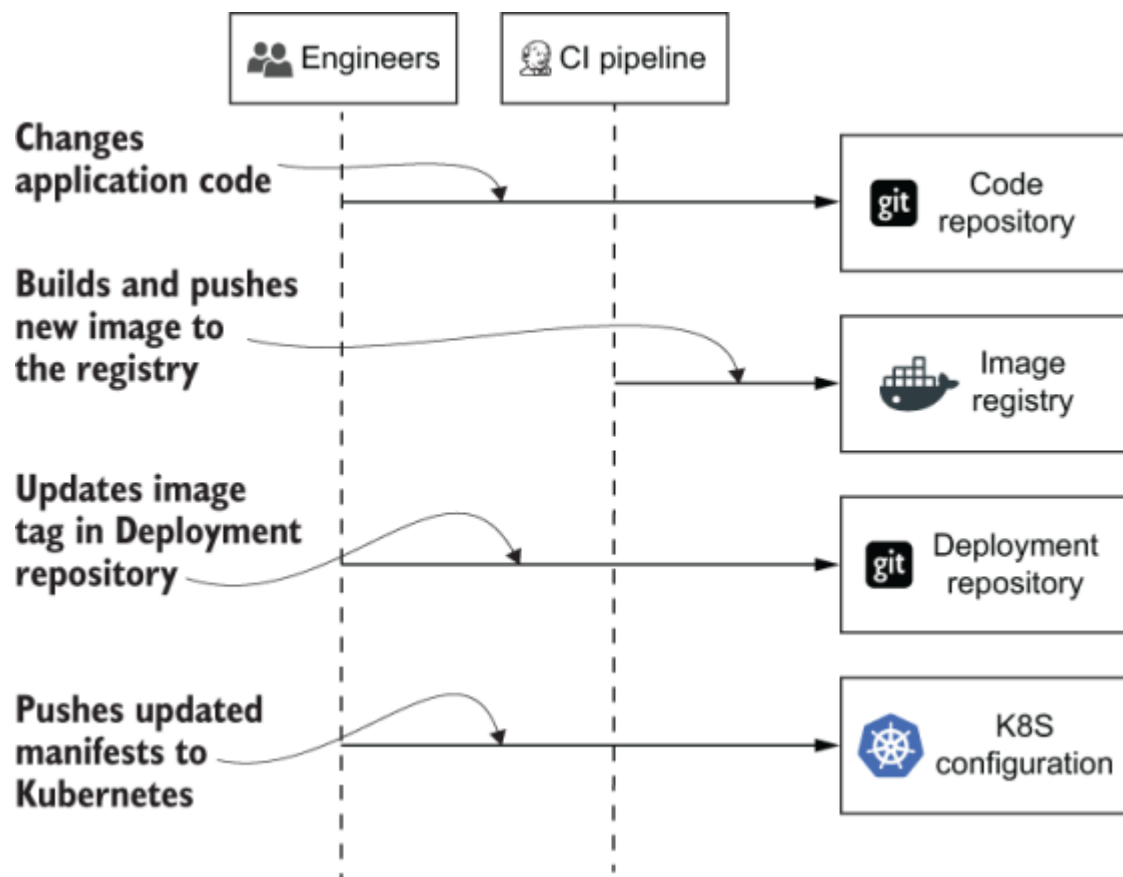 Engineers
CI pipeline
Changes
application code
git
Code
repository
Builds and pushes
new image to
the registry
Image
registry
Updates image
tag in Deployment
repository
git
Deployment
repository
Pushes updated
manifests to
Kubernetes
K8S
configuration